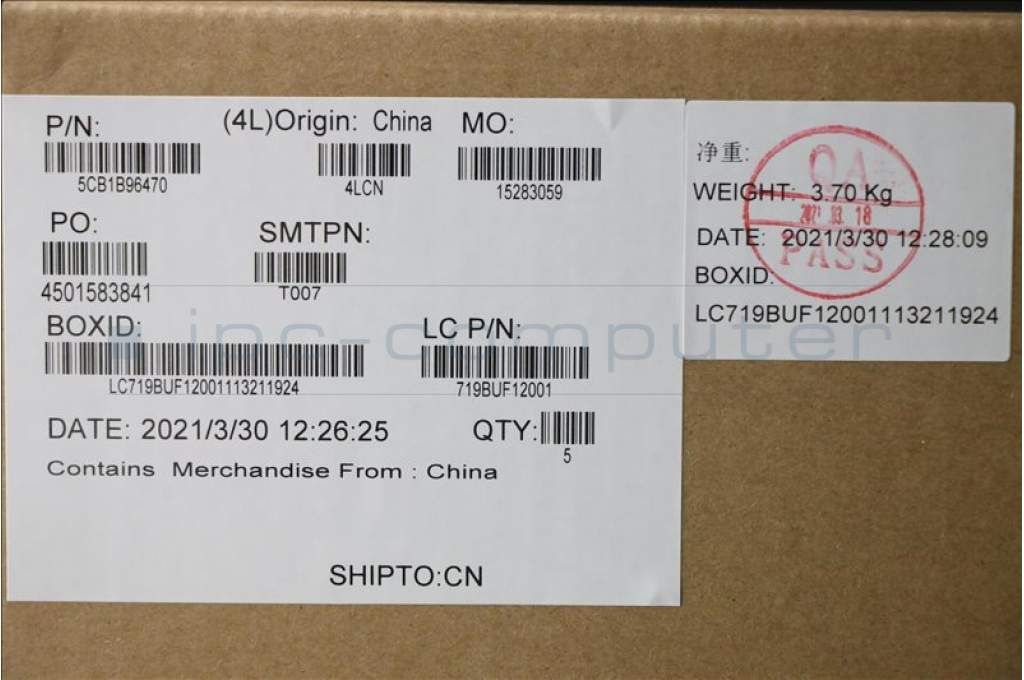 P/N:
5CB1B96470
(4L)Origin: China
4LCN
MO:
15283059
PO:
4501583841
SMTPN:
T007
BOXID:
LC719BUF12001113211924
LC P/N:
719BUF12001
DATE: 2021/3/30 12:26:25
QTY:
5
Contains Merchandise From : China
SHIPTO:CN
净重:
WEIGHT: 3.70 Kg
DATE: 2021/3/30 12:28:09
BOXID:
LC719BUF12001113211924
QA
2021 03. 18
PASS
ipc-computer